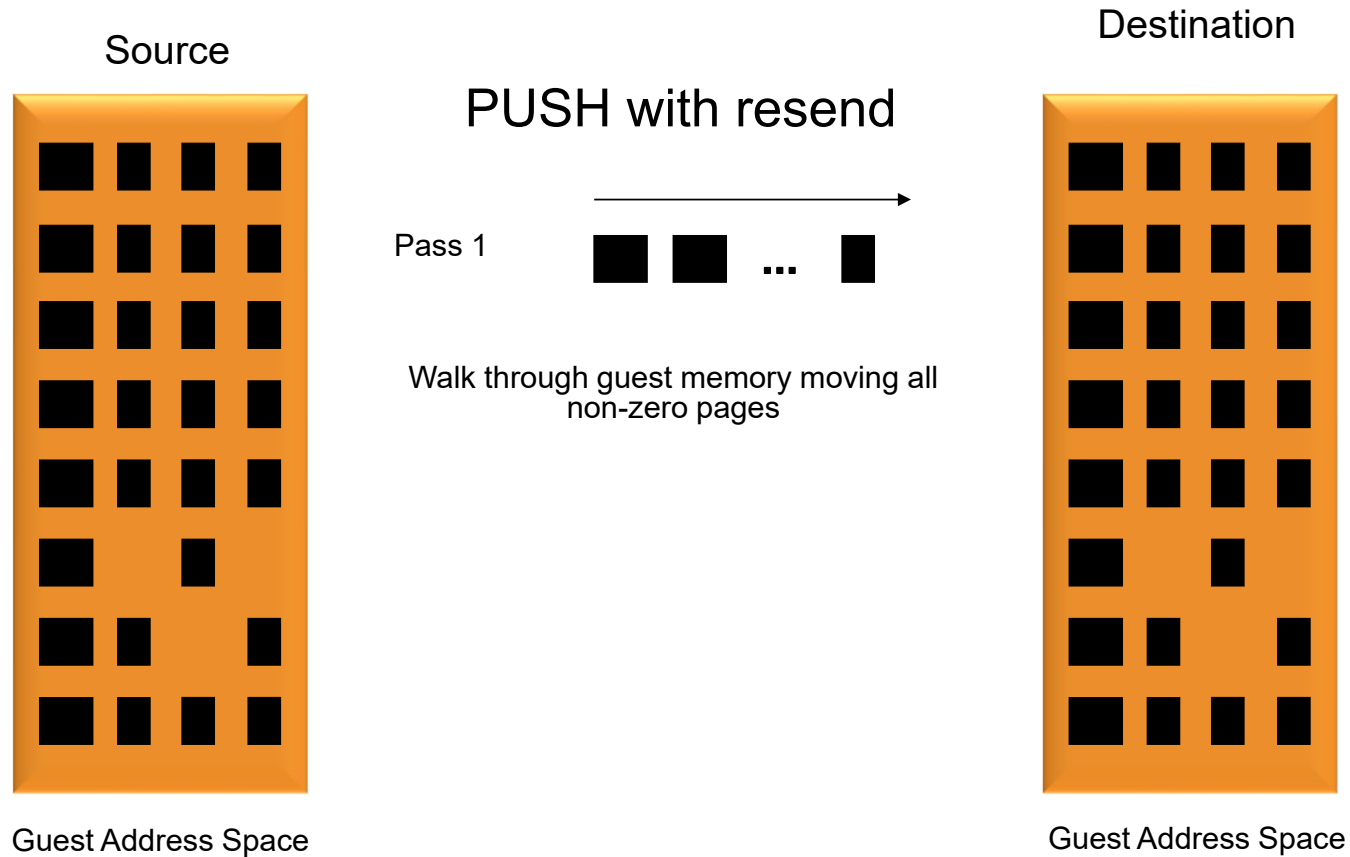 Source
Destination
PUSH with resend
Pass 1
...
Walk through guest memory moving all
non-zero pages
Guest Address Space
Guest Address Space